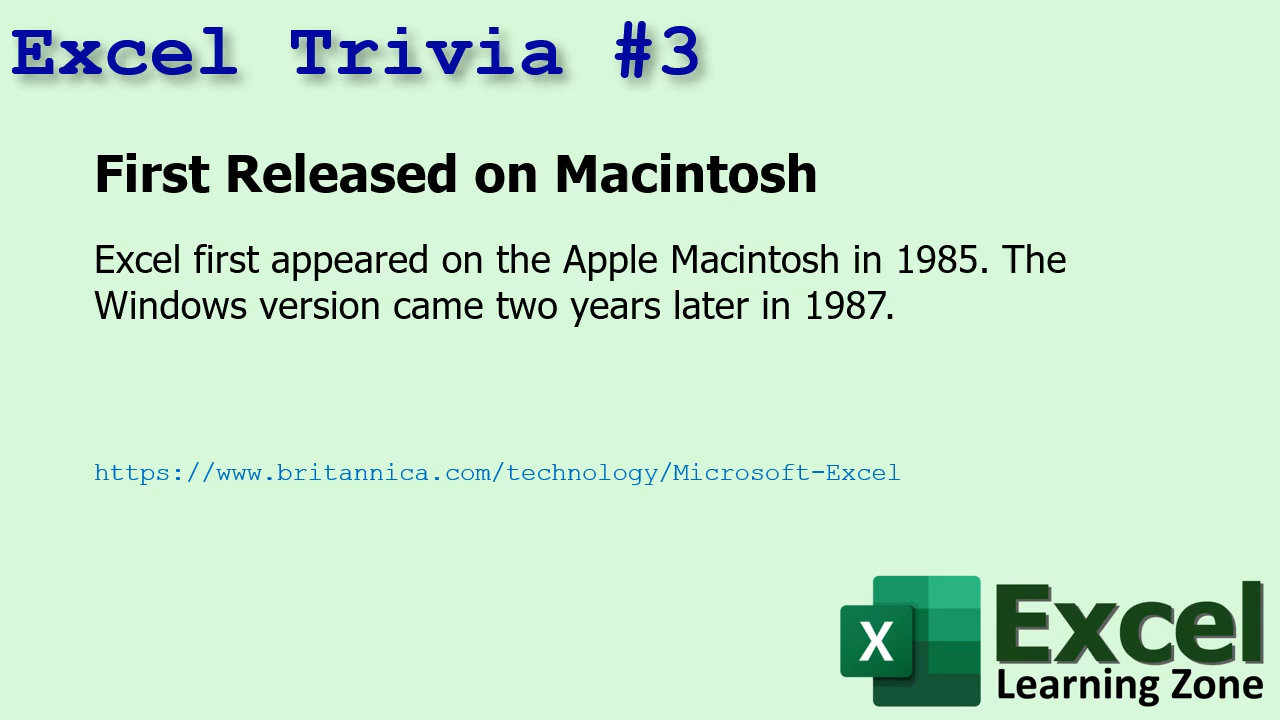 Excel Trivia #3
First Released on Macintosh
Excel first appeared on the Apple Macintosh in 1985. The
Windows version came two years later in 1987.
https://www.britannica.com/technology/Microsoft-Excel
X
Excel
Learning Zone